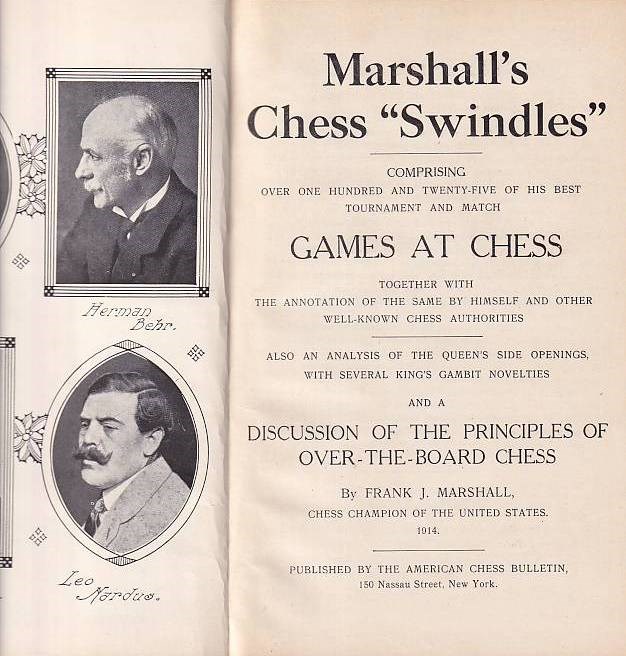 Herman
Behr.
Leo
Nardus.
Marshall's
Chess “Swindles”
COMPRISING
OVER ONE HUNDRED AND TWENTY-FIVE OF HIS BEST
TOURNAMENT AND MATCH
GAMES AT CHESS
TOGETHER WITH
THE ANNOTATION OF THE SAME BY HIMSELF AND OTHER
WELL-KNOWN CHESS AUTHORITIES
ALSO AN ANALYSIS OF THE QUEEN'S SIDE OPENINGS,
WITH SEVERAL KING'S GAMBIT NOVELTIES
AND A
DISCUSSION OF THE PRINCIPLES OF
OVER-THE-BOARD CHESS
By FRANK J. MARSHALL,
CHESS CHAMPION OF THE UNITED STATES.
1914.
PUBLISHED BY THE AMERICAN CHESS BULLETIN,
150 Nassau Street, New York.